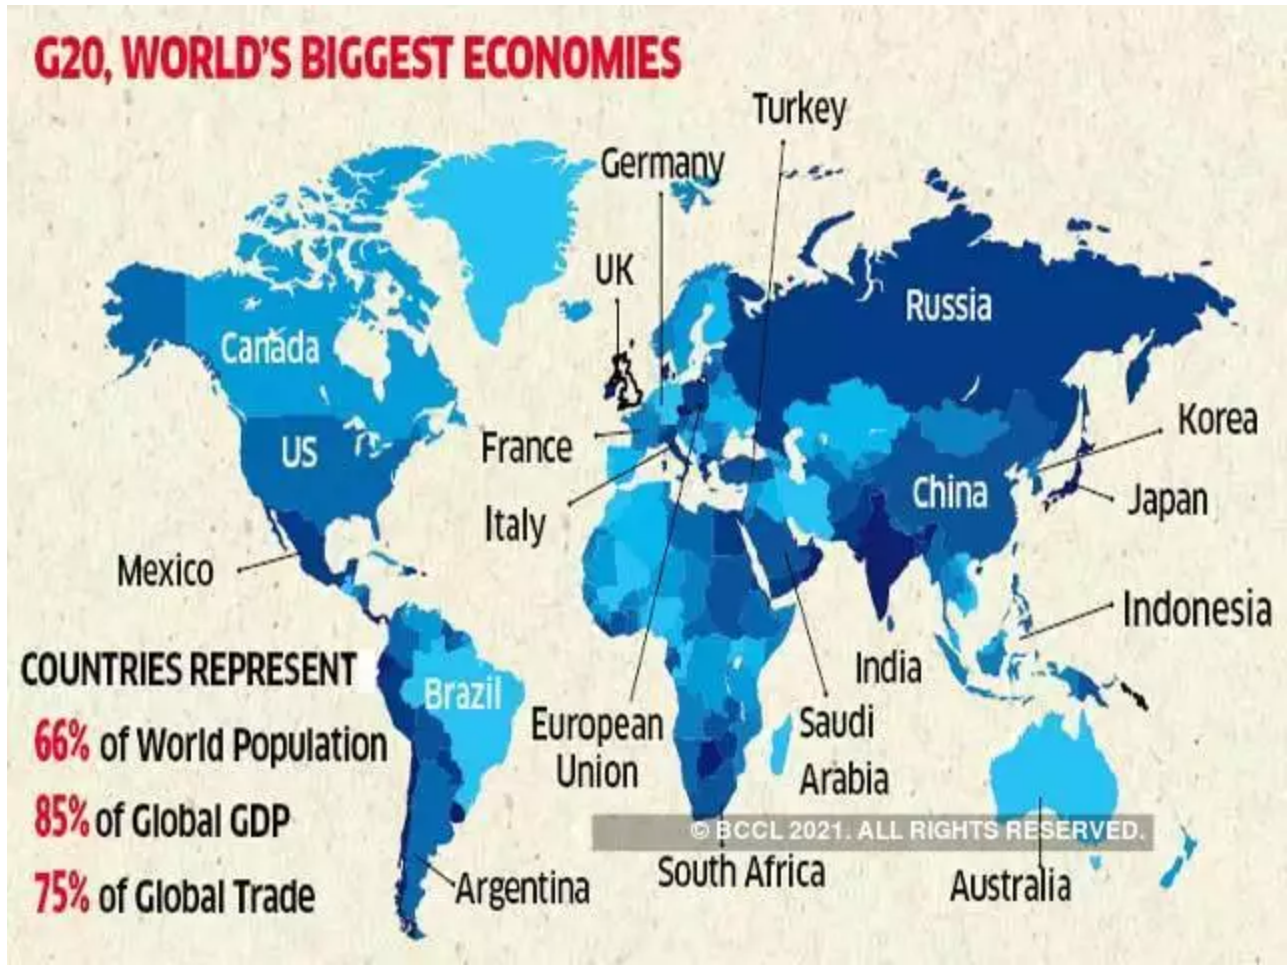 G20, WORLD'S BIGGEST ECONOMIES
Turkey
Germany
UK
Russia
Canada
Korea
US
France
China
Japan
Italy
Mexico
Indonesia
COUNTRIES REPRESENT
India
Brazil
European
Union
Saudi
Arabia
66% of World Population
85% of Global GDP
© BCCL 2021. ALL RIGHTS RESERVED.
South Africa
Australia
Argentina
75% of Global Trade